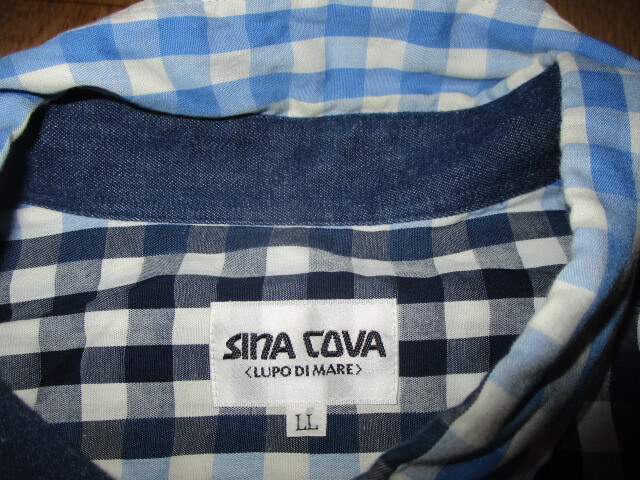 SINA COVA
<LUPO DI MARE>
LL